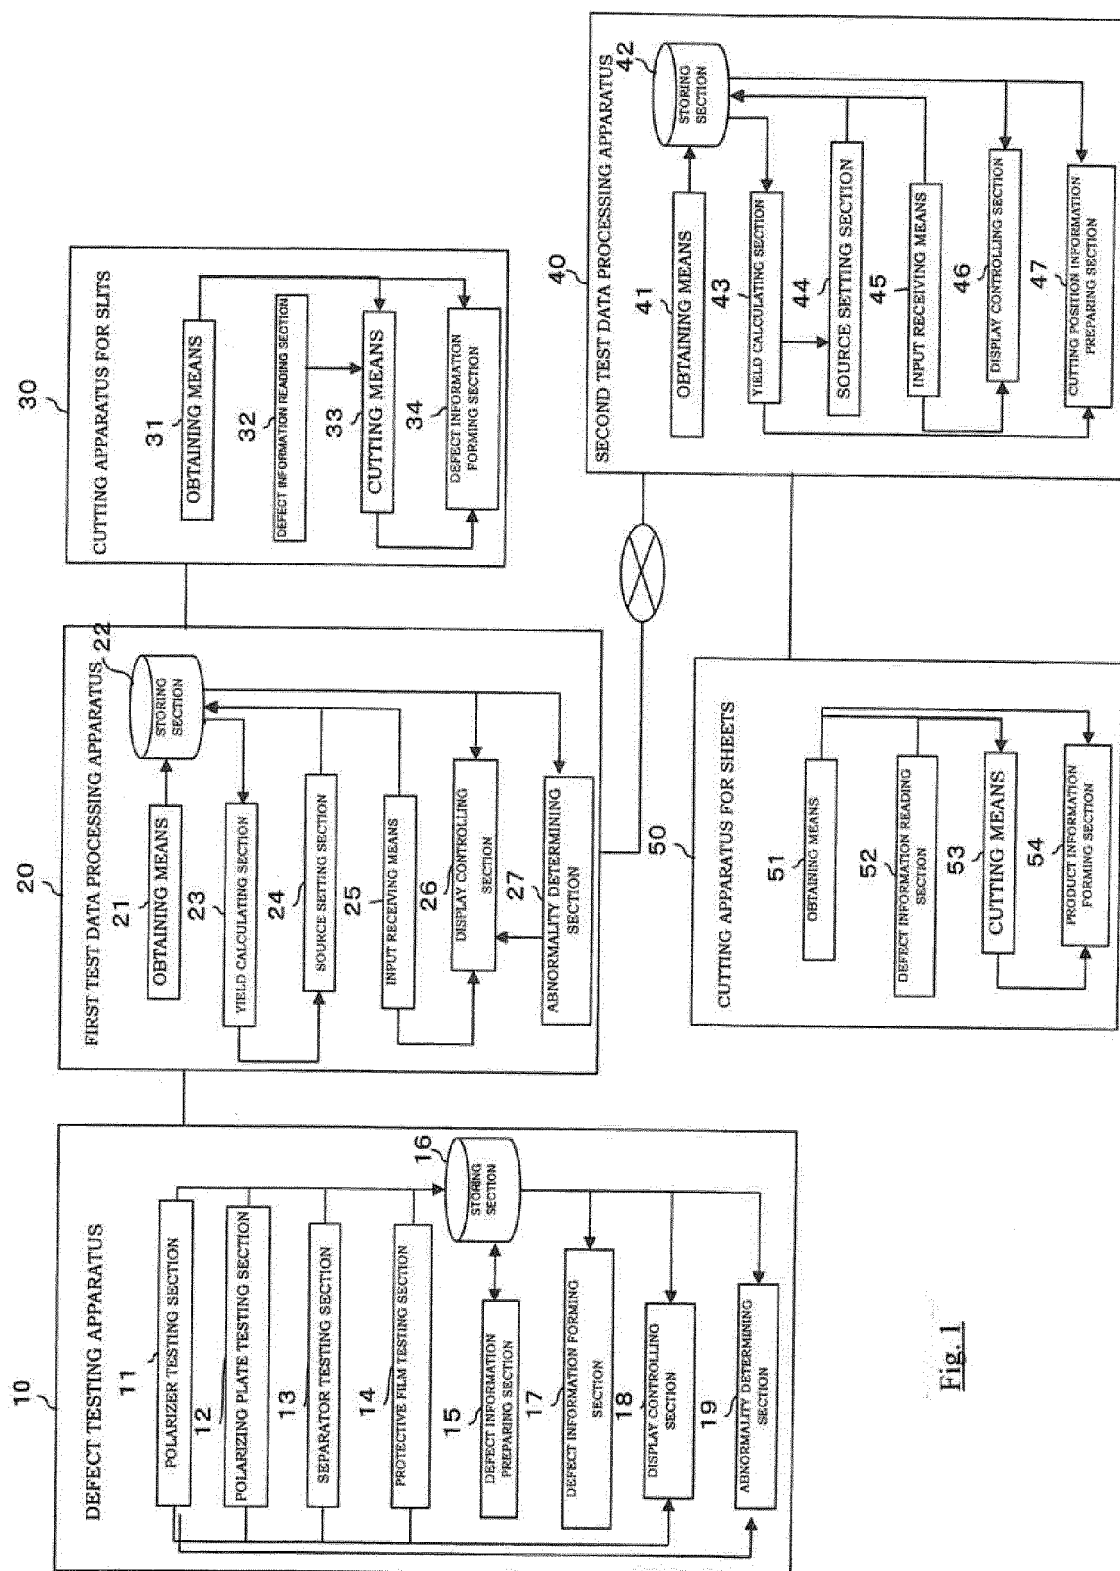 10
DEFECT TESTING APPARATUS
11
POLARIZER TESTING SECTION
12
POLARIZING PLATE TESTING SECTION
13
SEPARATOR TESTING SECTION
14
PROTECTIVE FILM TESTING SECTION
15
DEFECT INFORMATION
PREPARING SECTION
16
STORING
SECTION
17
DEFECT INFORMATION FORMING
SECTION
18
DISPLAY CONTROLLING
SECTION
19
ABNORMALITY DETERMINING
SECTION
20
FIRST TEST DATA PROCESSING APPARATUS
21
OBTAINING MEANS
22
STORING
SECTION
23
YIELD CALCULATING SECTION
24
SOURCE SETTING SECTION
25
INPUT RECEIVING MEANS
26
DISPLAY CONTROLLING
SECTION
27
ABNORMALITY DETERMINING
SECTION
30
CUTTING APPARATUS FOR SLITS
31
OBTAINING MEANS
32
DEFECT INFORMATION READING SECTION
33
CUTTING MEANS
34
DEFECT INFORMATION
FORMING SECTION
40
SECOND TEST DATA PROCESSING APPARATUS
41
OBTAINING MEANS
42
STORING
SECTION
43
YIELD CALCULATING SECTION
44
SOURCE SETTING SECTION
45
INPUT RECEIVING MEANS
46
DISPLAY CONTROLLING SECTION
47
CUTTING POSITION INFORMATION
PREPARING SECTION
50
CUTTING APPARATUS FOR SHEETS
51
OBTAINING MEANS
52
DEFECT INFORMATION READING
SECTION
53
CUTTING MEANS
54
PRODUCT INFORMATION
FORMING SECTION
Fig. 1